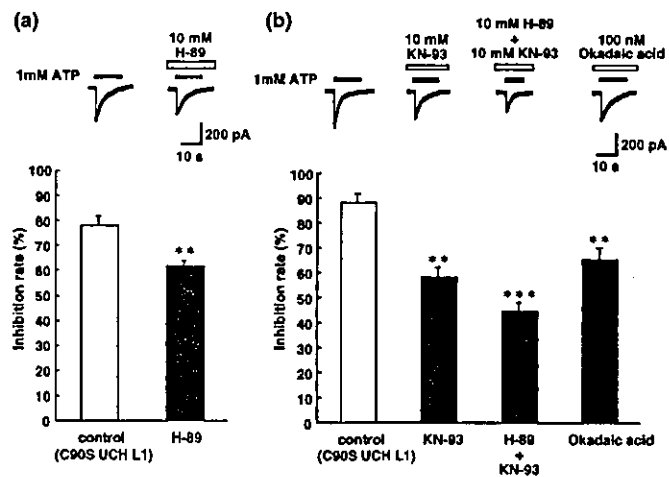 (a)
10 mM
H-89
1mM ATP
200 pA
10 s
Inhibition rate (%)
100
90
80
70
60
50
40
30
20
10
0
**
control
(C90S UCH L1)
H-89
(b)
10 mM
KN-93
10 mM H-89
+
10 mM KN-93
100 nM
Okadaic acid
1mM ATP
200 pA
10 s
Inhibition rate (%)
100
90
80
70
60
50
40
30
20
10
0
**
***
**
control
(C90S UCH L1)
KN-93
H-89
+
KN-93
Okadaic acid